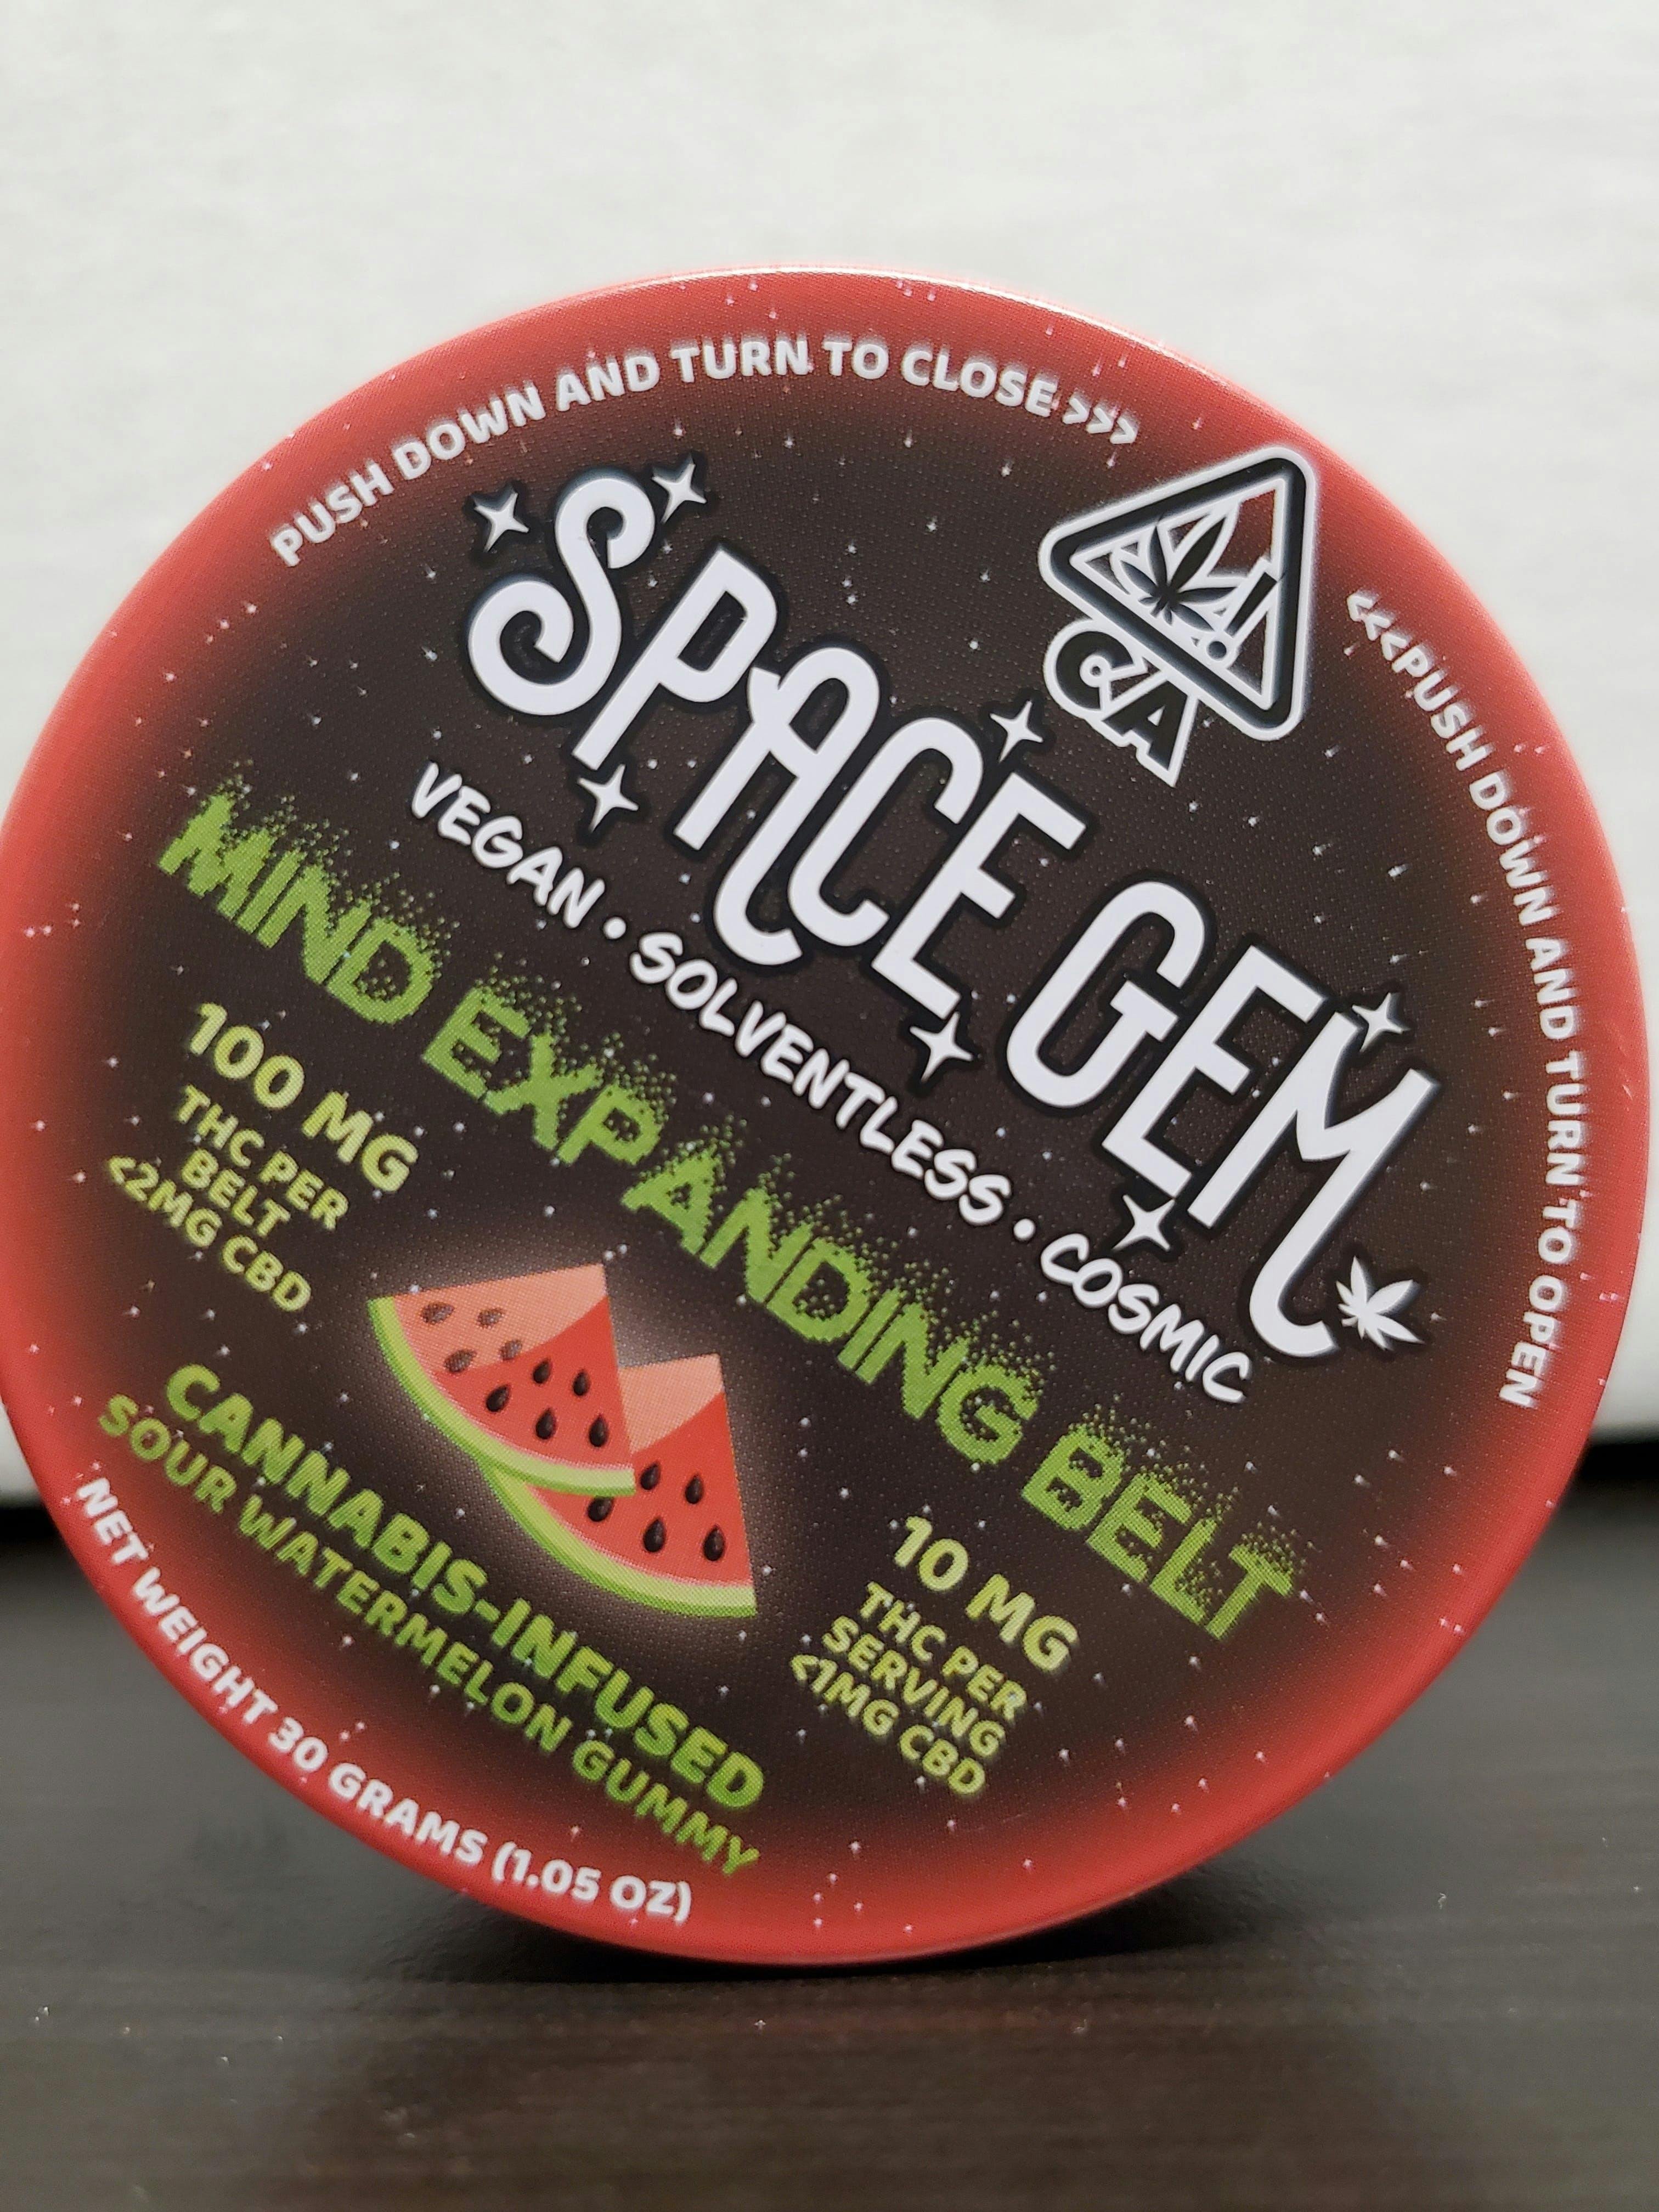 PUSH DOWN AND TURN TO CLOSE >>>
<<<PUSH DOWN AND TURN TO OPEN
CA
SPACE GEM
VEGAN • SOLVENTLESS • COSMIC
MIND EXPANDING BELT
100 MG
THC PER
BELT
<2MG CBD
10 MG
THC PER
SERVING
<1MG CBD
CANNABIS-INFUSED
SOUR WATERMELON GUMMY
NET WEIGHT 30 GRAMS (1.05 OZ)